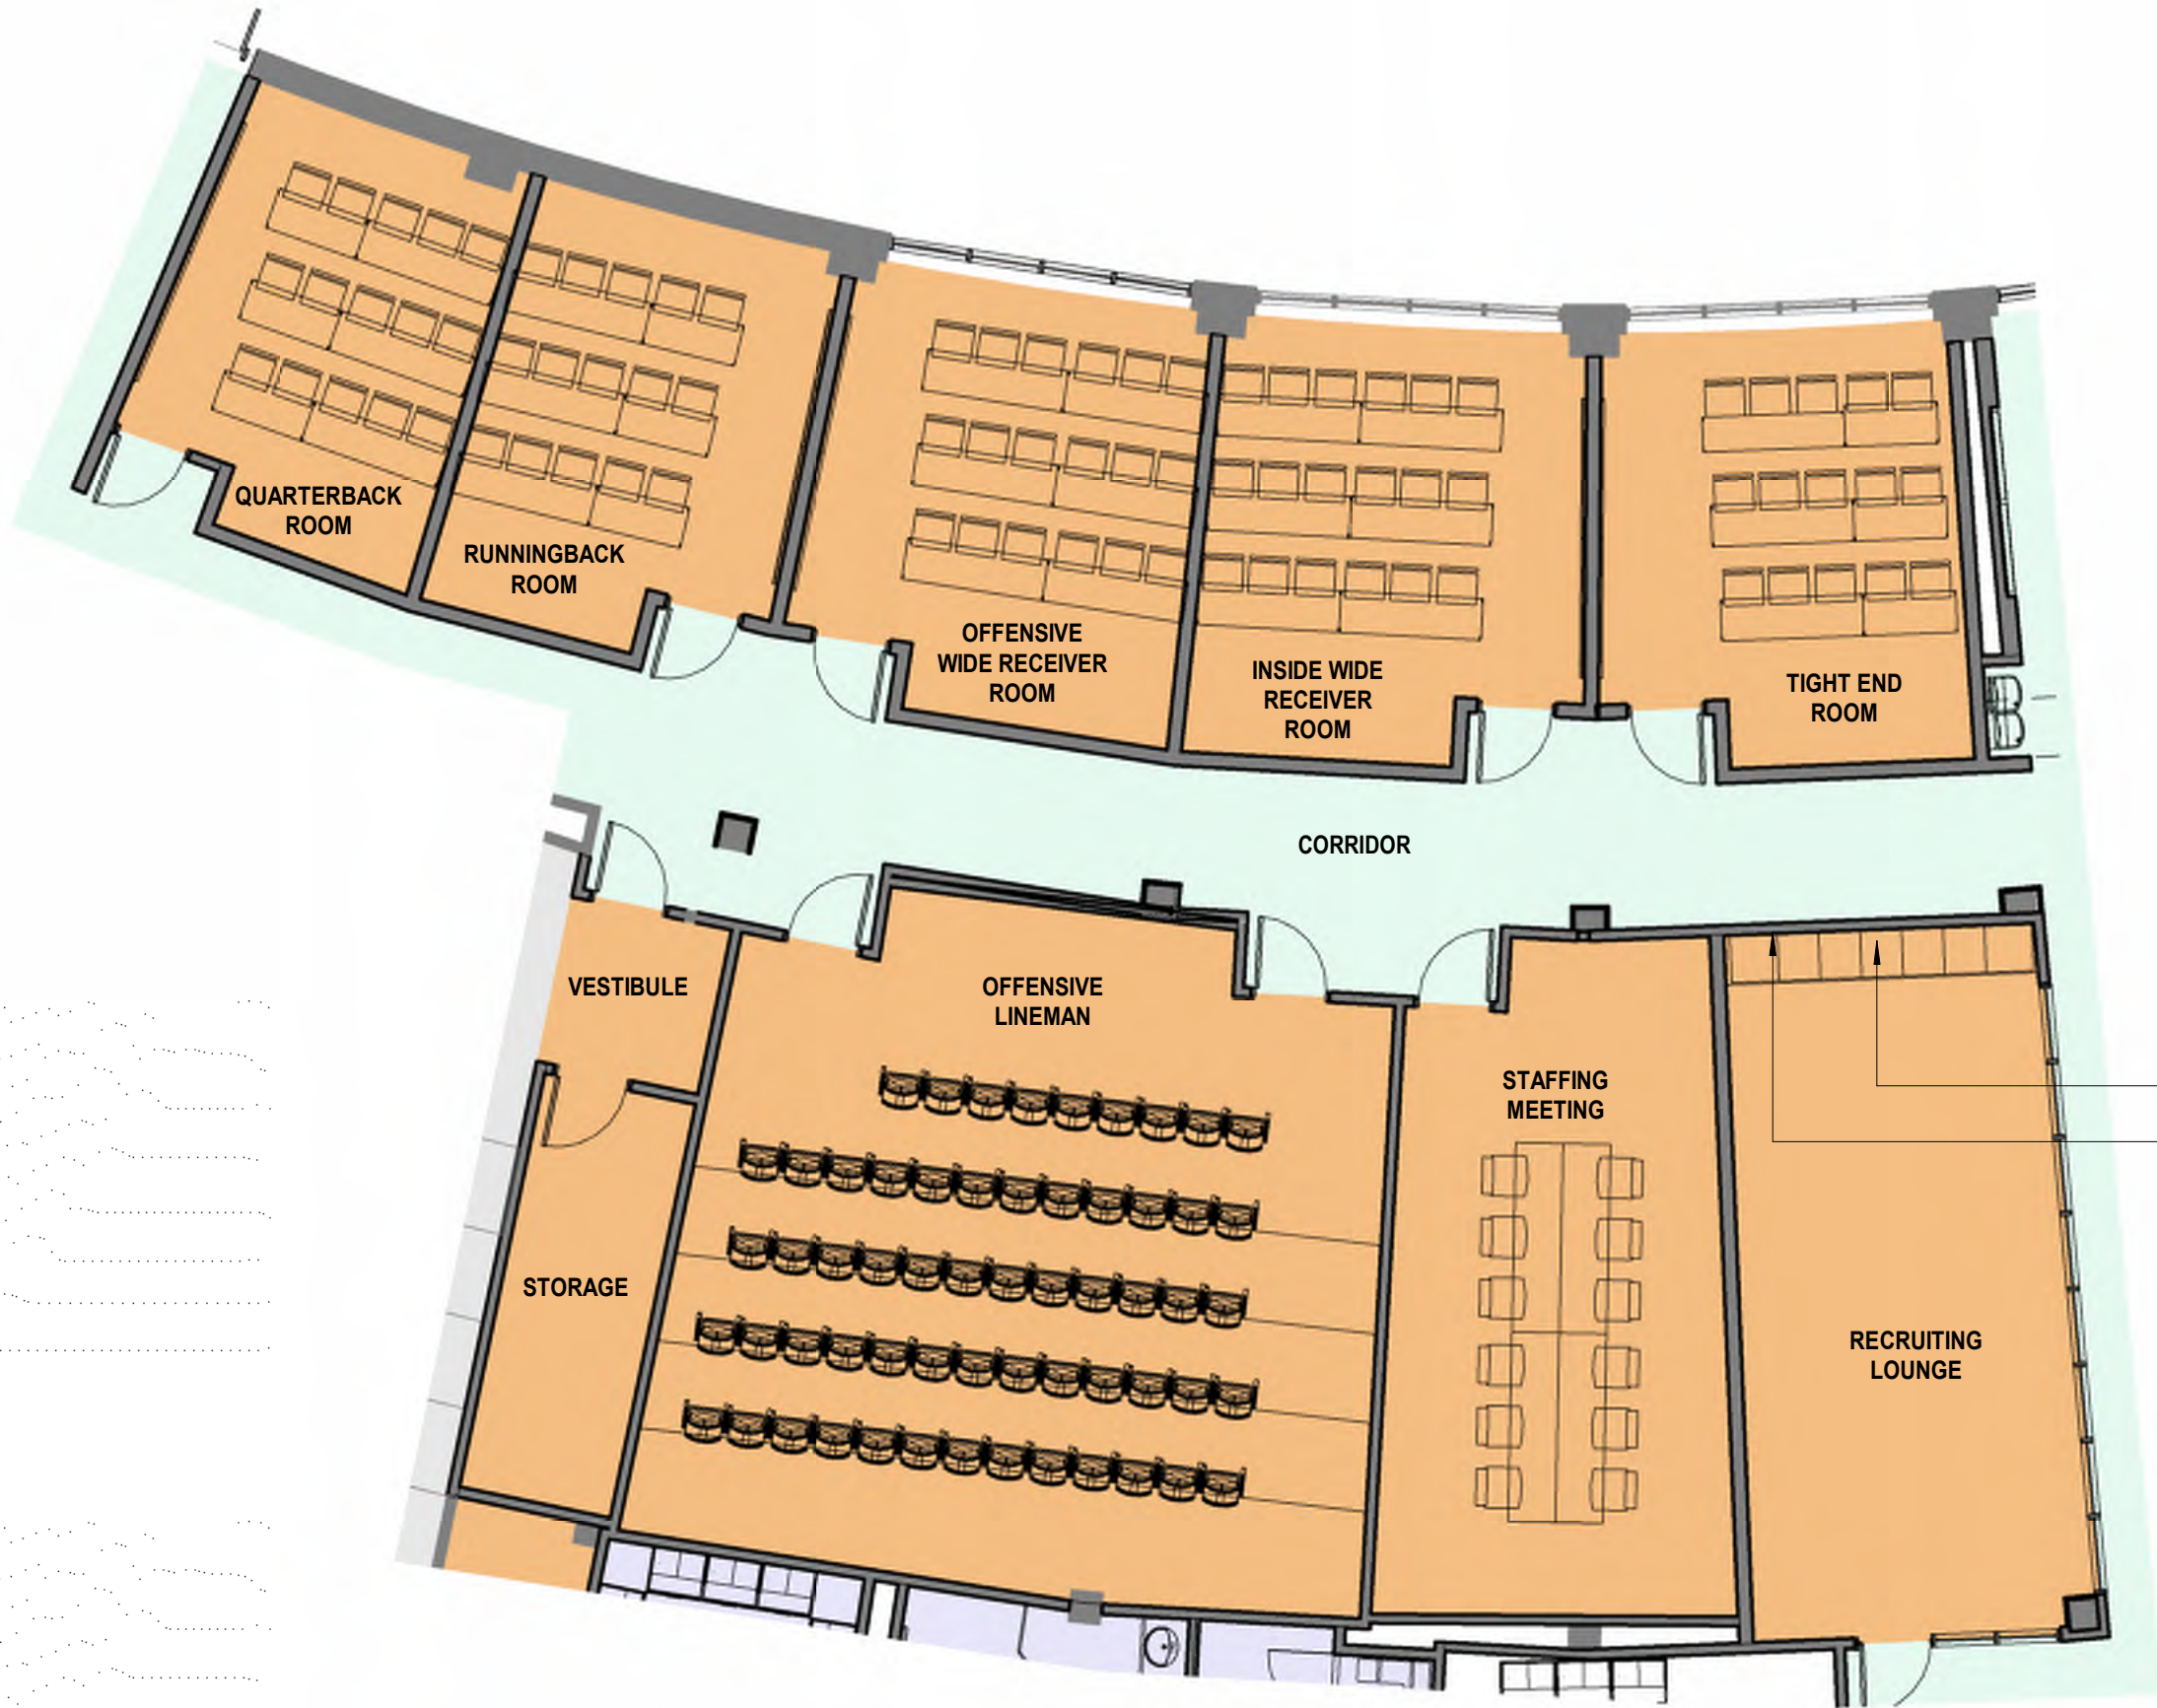 QUARTERBACK
ROOM
RUNNINGBACK
ROOM
OFFENSIVE
WIDE RECEIVER
ROOM
INSIDE WIDE
RECEIVER
ROOM
TIGHT END
ROOM
CORRIDOR
VESTIBULE
OFFENSIVE
LINEMAN
STAFFING
MEETING
STORAGE
RECRUITING
LOUNGE